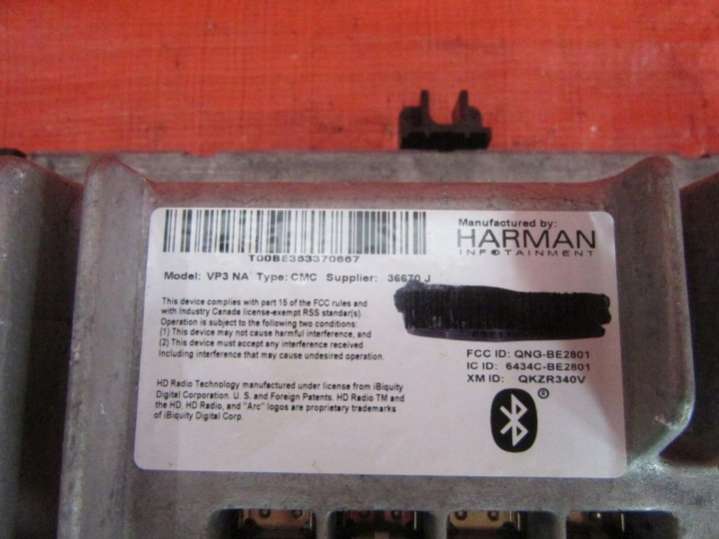 T00BE353370667
Manufactured by:
HARMAN
INFOTAINMENT
Model: VP3 NA Type: CMC Supplier: 36670 J
This device complies with part 15 of the FCC rules and
with Industry Canada license-exempt RSS standar(s).
Operation is subject to the following two conditions:
(1) This device may not cause harmful interference, and
(2) This device must accept any interference received
Including interference that may cause undesired operation.
FCC ID: QNG-BE2801
IC ID: 6434C-BE2801
XM ID: QKZR340V
HD Radio Technology manufactured under license from iBiquity
Digital Corporation. U. S. and Foreign Patents. HD Radio TM and
the HD, HD Radio, and "Arc" logos are proprietary trademarks
of iBiquity Digital Corp.
®